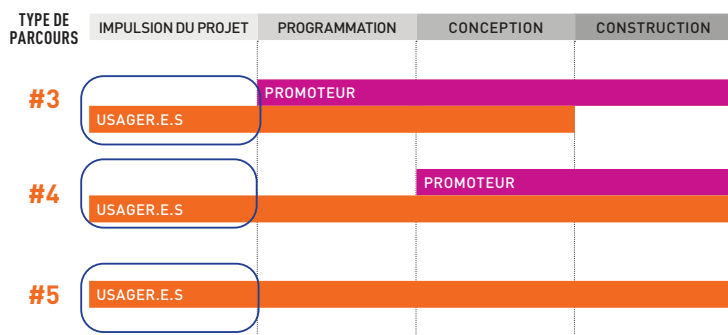 TYPE DE
PARCOURS
IMPULSION DU PROJET
PROGRAMMATION
CONCEPTION
CONSTRUCTION
#3
PROMOTEUR
USAGER.E.S
#4
PROMOTEUR
USAGER.E.S
#5
USAGER.E.S